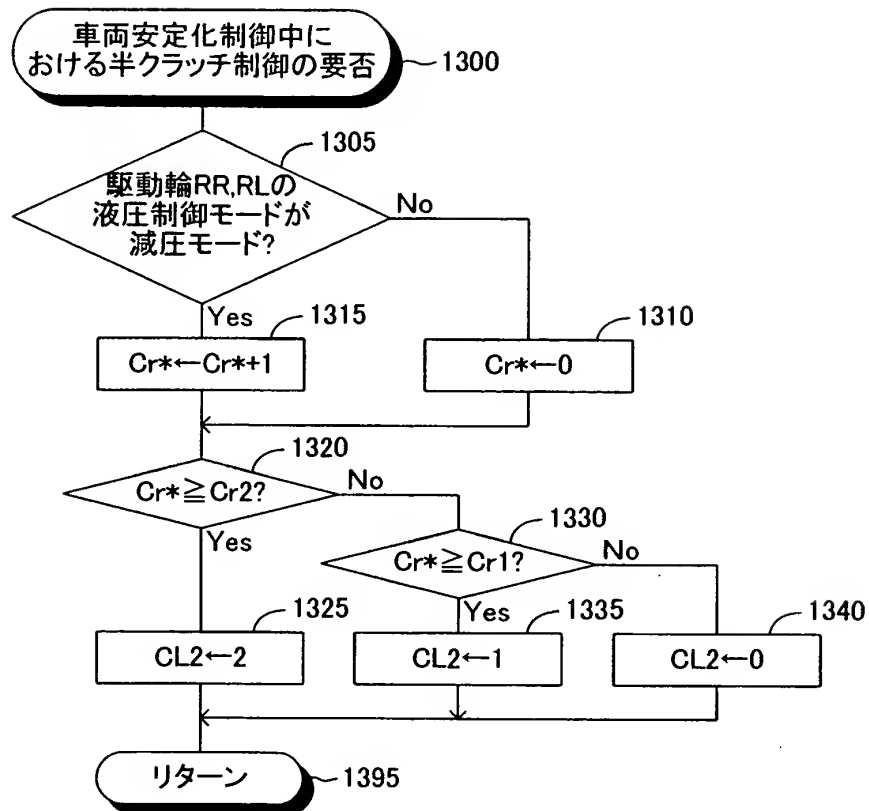 車両安定化制御中に
おける半クラッチ制御の要否
1300
1305
駆動輪RR,RLの
液圧制御モードが
減圧モード?
No
Yes
1315
1310
Cr*←Cr*+1
Cr*←0
1320
Cr*≧Cr2?
No
Yes
1330
Cr*≧Cr1?
No
Yes
1325
1335
1340
CL2←2
CL2←1
CL2←0
リターン
1395